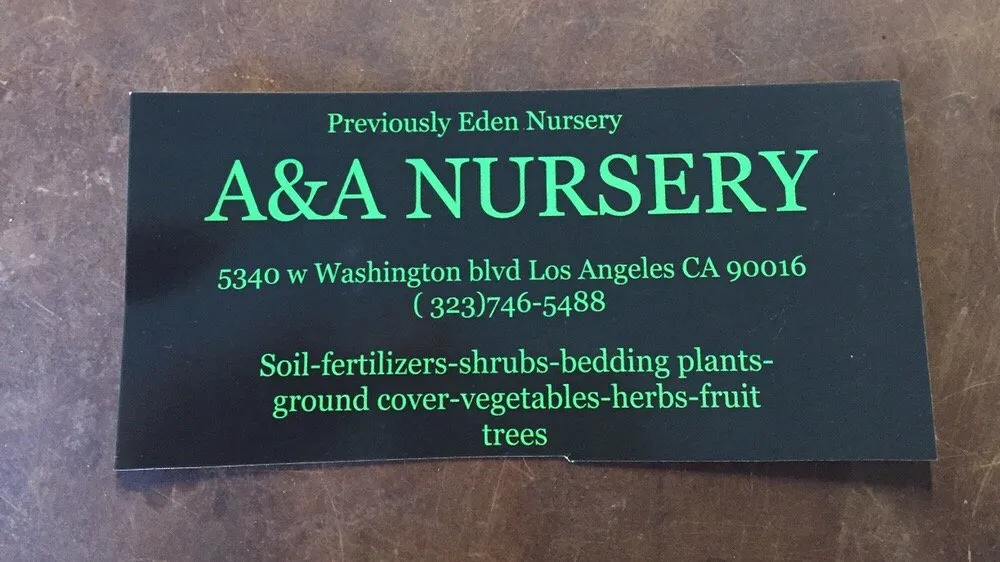 Previously Eden Nursery
A&A NURSERY
5340 w Washington blvd Los Angeles CA 90016
( 323)746-5488
Soil-fertilizers-shrubs-bedding plants-
ground cover-vegetables-herbs-fruit
trees